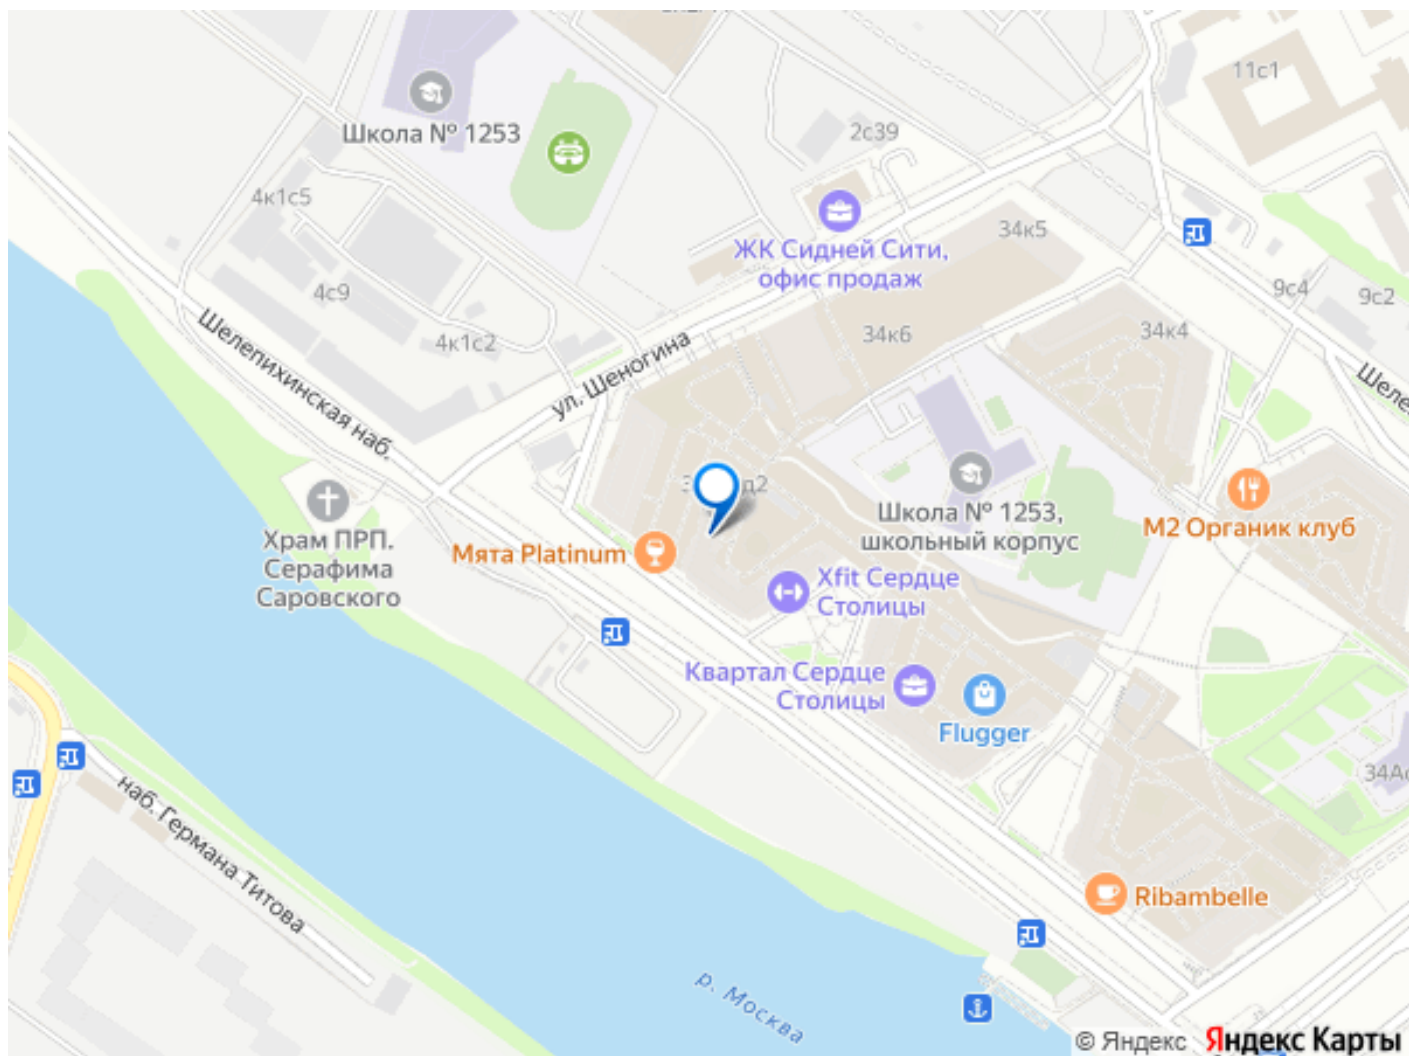 11с1
Школа № 1253
2с39
4к1с5
34к5
ЖК Сидней Сити,
офис продаж
4с9
9с4
9с2
Шелепихинская наб.
4к1с2
ул. Шеногина
34к6
34к4
Шеле
д2
Школа № 1253,
школьный корпус
М2 Органик клуб
Храм ПРП.
Серафима
Саровского
Мята Platinum
Xfit Сердце
Столицы
Квартал Сердце
Столицы
Flugger
34Ас
наб. Германа Титова
Ribambelle
р. Москва
© Яндекс Яндекс Карты